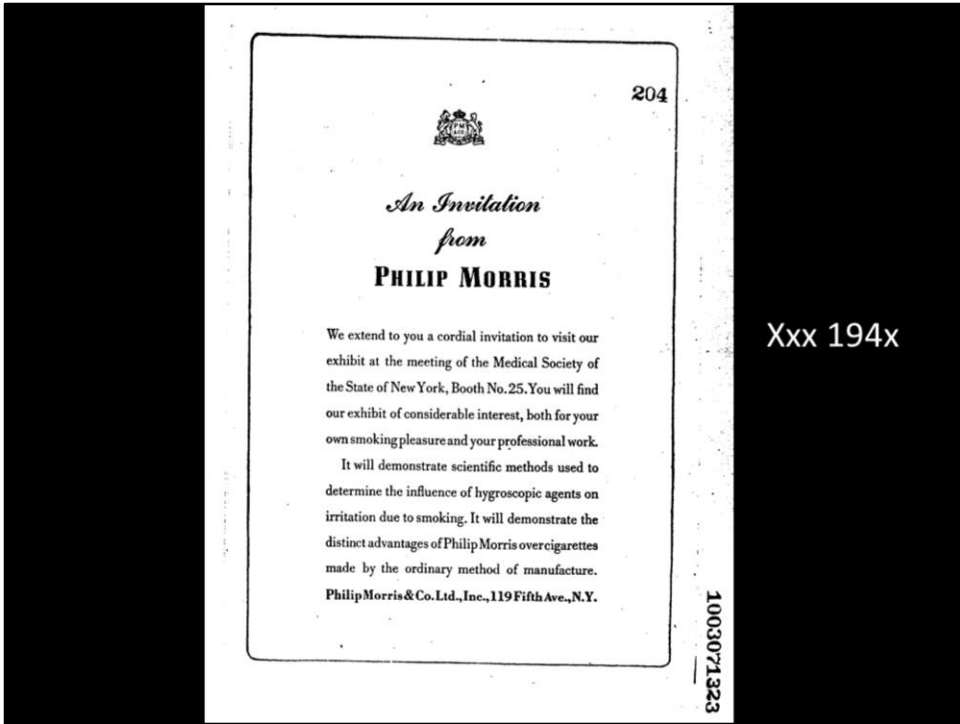 204
An Invitation
from
PHILIP MORRIS
We extend to you a cordial invitation to visit our
exhibit at the meeting of the Medical Society of
the State of New York, Booth No. 25. You will find
our exhibit of considerable interest, both for your
own smoking pleasure and your professional work.
It will demonstrate scientific methods used to
determine the influence of hygroscopic agents on
irritation due to smoking. It will demonstrate the
distinct advantages of Philip Morris over cigarettes
made by the ordinary method of manufacture.
Philip Morris & Co. Ltd., Inc., 119 Fifth Ave., N.Y.
1003071323
Xxx 194x